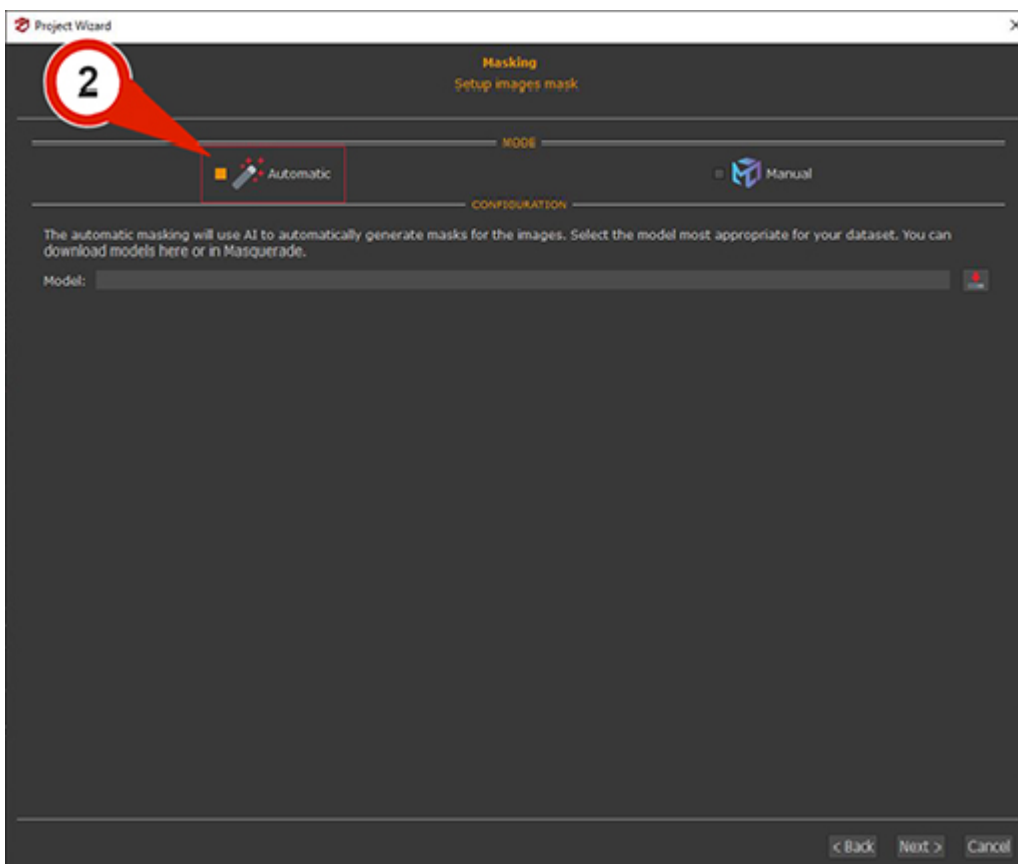 Project Wizard
2
Masking
Setup images mask
MODE
Automatic
Manual
CONFIGURATION
The automatic masking will use AI to automatically generate masks for the images. Select the model most appropriate for your dataset. You can
download models here or in Masquerade.
Model:
< Back Next > Cancel